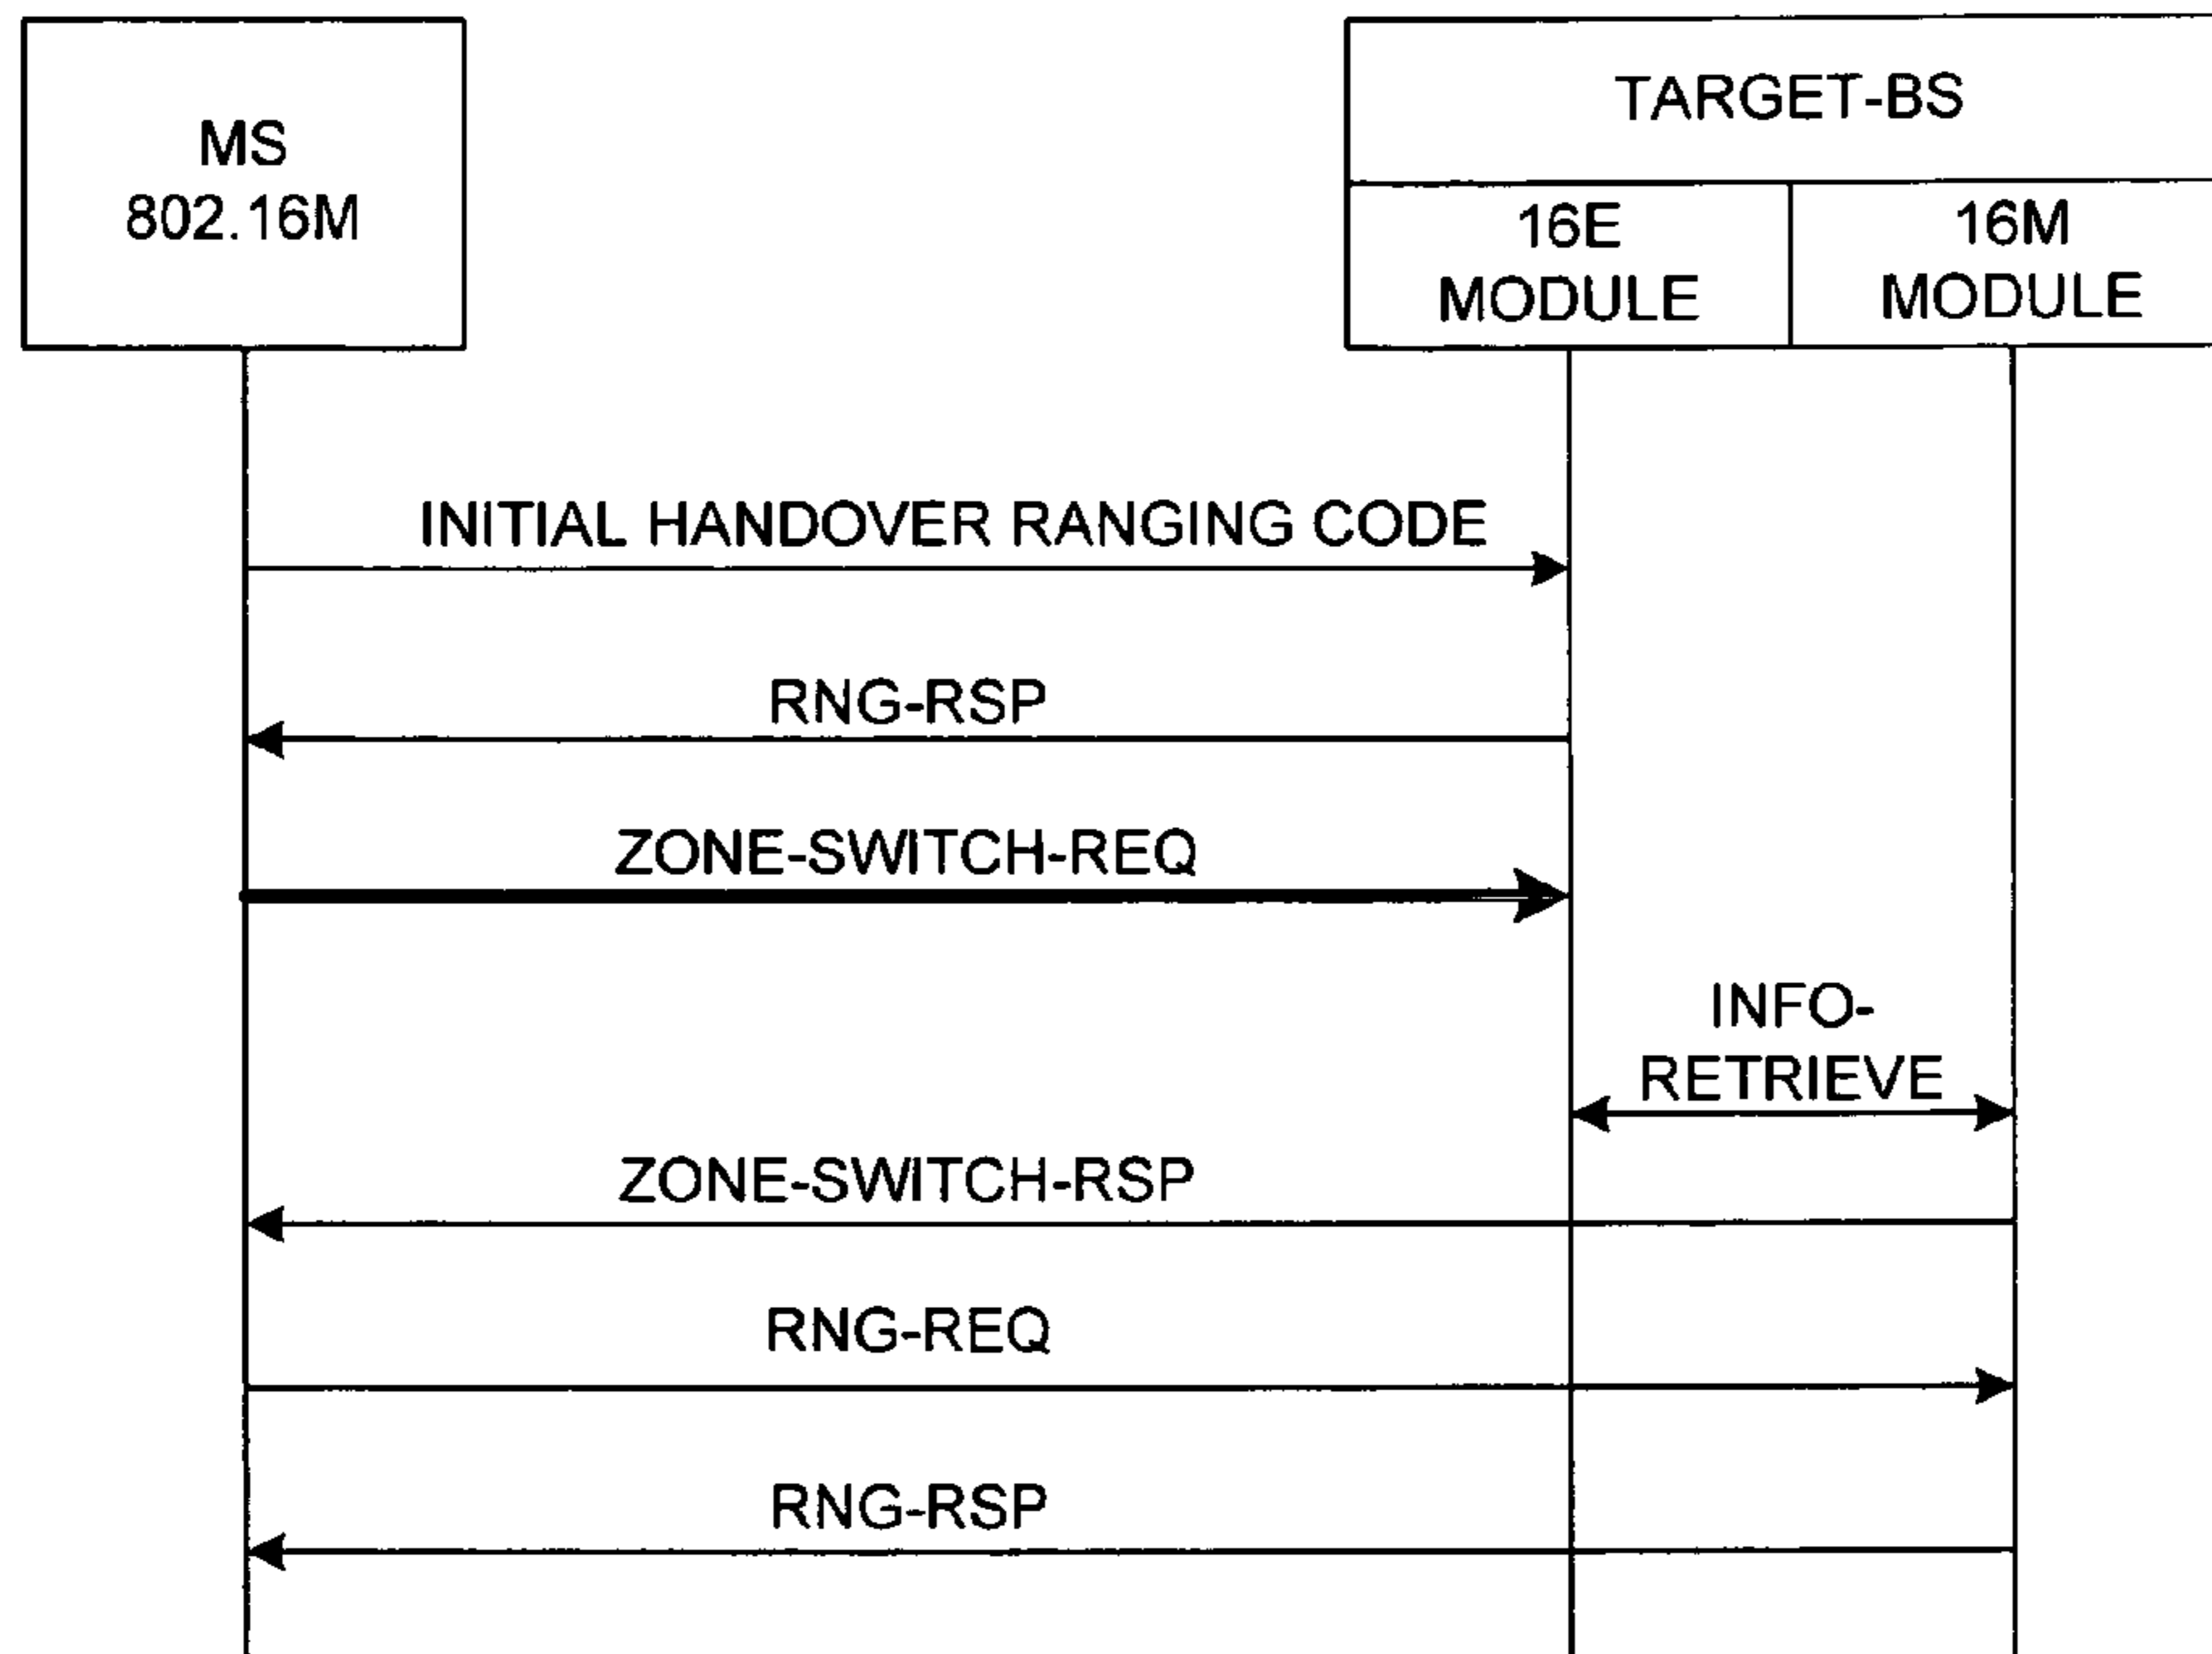 MS
802.16M
TARGET-BS
16E
MODULE
16M
MODULE
INITIAL HANDOVER RANGING CODE
RNG-RSP
ZONE-SWITCH-REQ
INFO-
RETRIEVE
ZONE-SWITCH-RSP
RNG-REQ
RNG-RSP